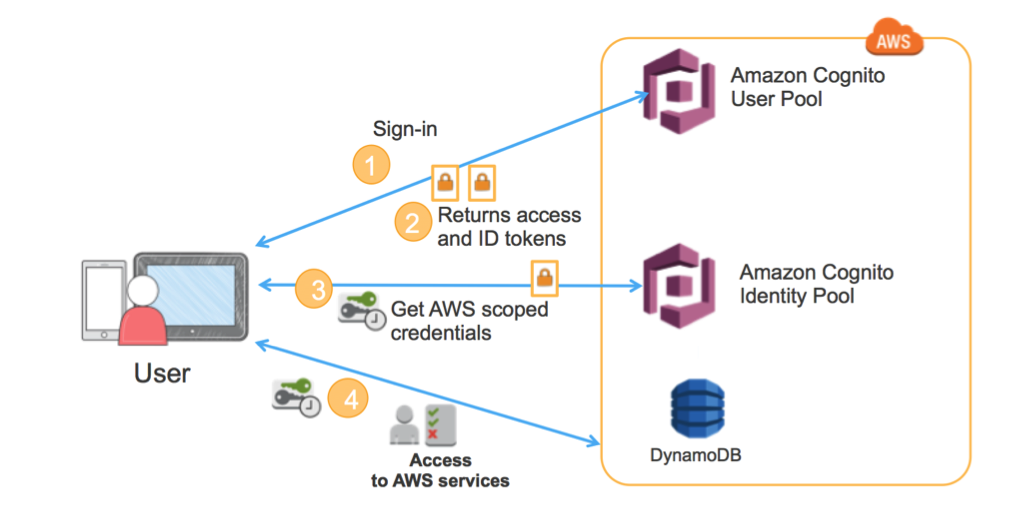 AWS
Amazon Cognito
User Pool
Sign-in
1
2
Returns access
and ID tokens
Amazon Cognito
Identity Pool
3
Get AWS scoped
credentials
User
4
Access
to AWS services
DynamoDB